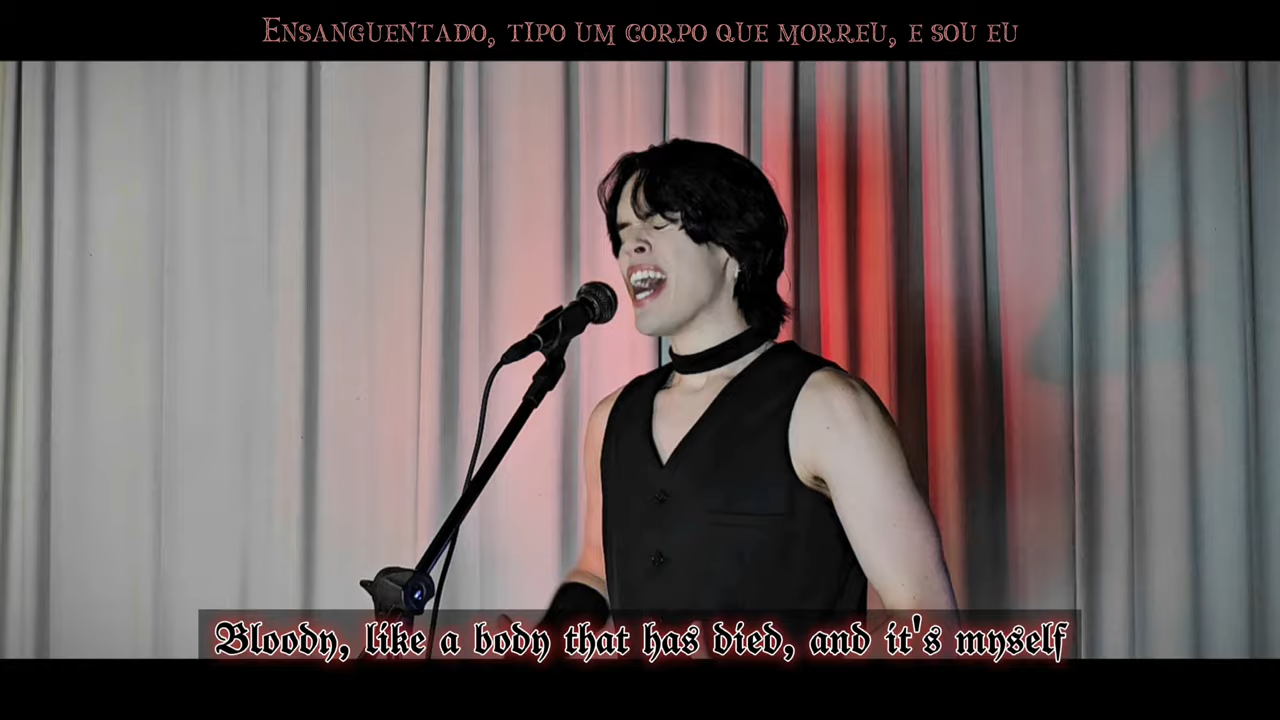 Ensanguentado, tipo um corpo que morreu, e sou eu
Bloody, like a body that has died, and it's myself